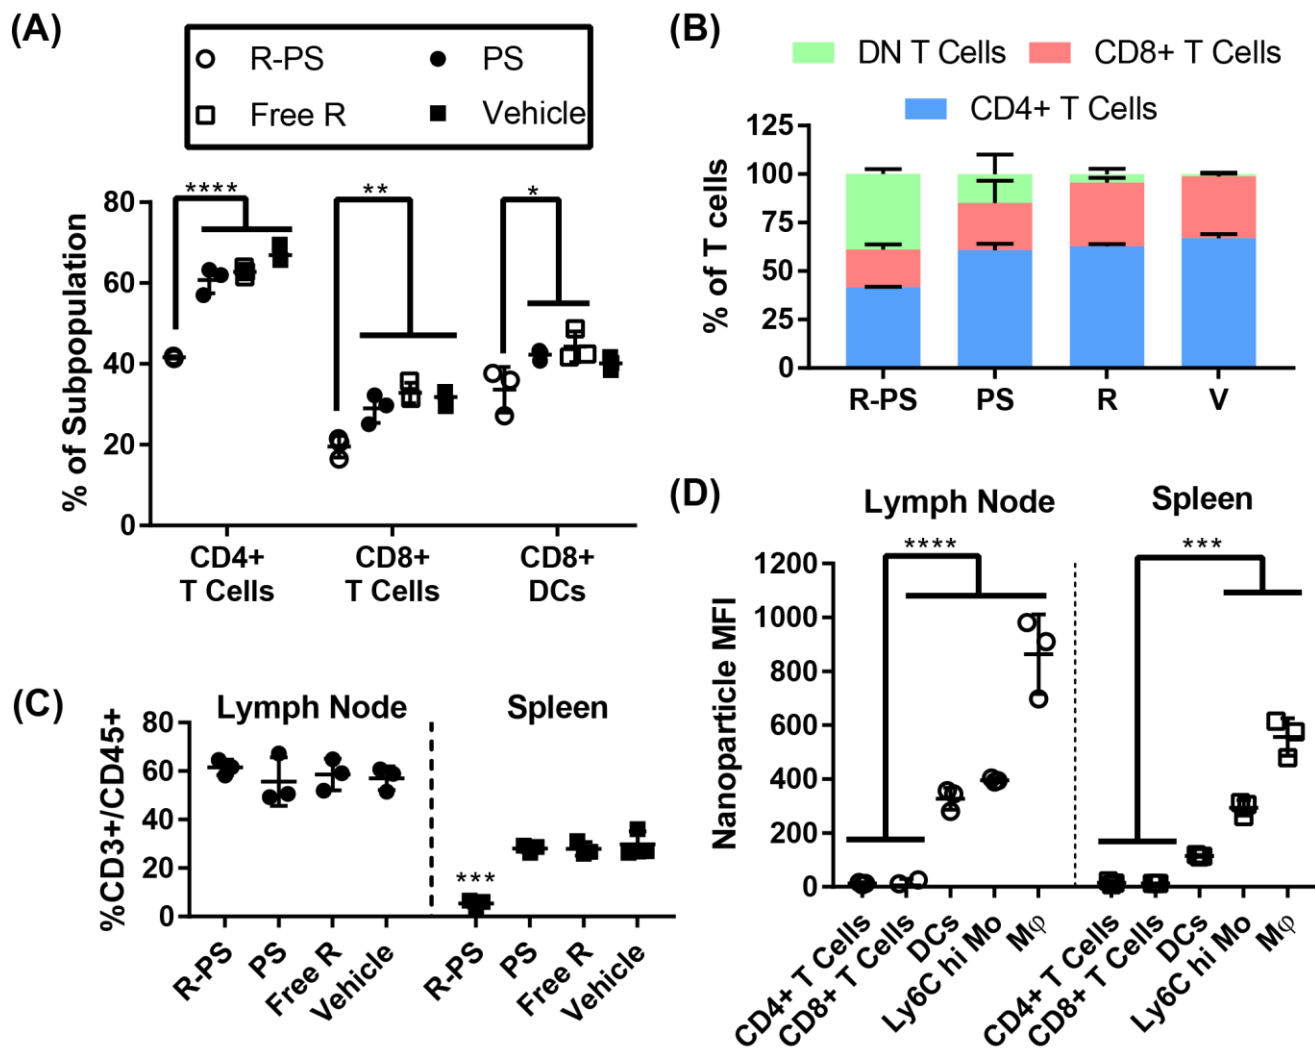 (A)
R-PS
PS
Free R
Vehicle
% of Subpopulation
80
60
40
20
0
****
**
*
CD4+
T Cells
CD8+
T Cells
CD8+
DCs
(B)
DN T Cells
CD8+ T Cells
CD4+ T Cells
% of T cells
125
100
75
50
25
0
R-PS
PS
R
V
(C)
Lymph Node
Spleen
%CD3+/CD45+
80
60
40
20
0
***
R-PS
PS
Free R
Vehicle
R-PS
PS
Free R
Vehicle
(D)
Lymph Node
Spleen
Nanoparticle MFI
1200
1000
800
600
400
200
0
****
***
CD4+ T Cells
CD8+ T Cells
DCs
Ly6C hi Mo
Mφ
CD4+ T Cells
CD8+ T Cells
DCs
Ly6C hi Mo
Mφ